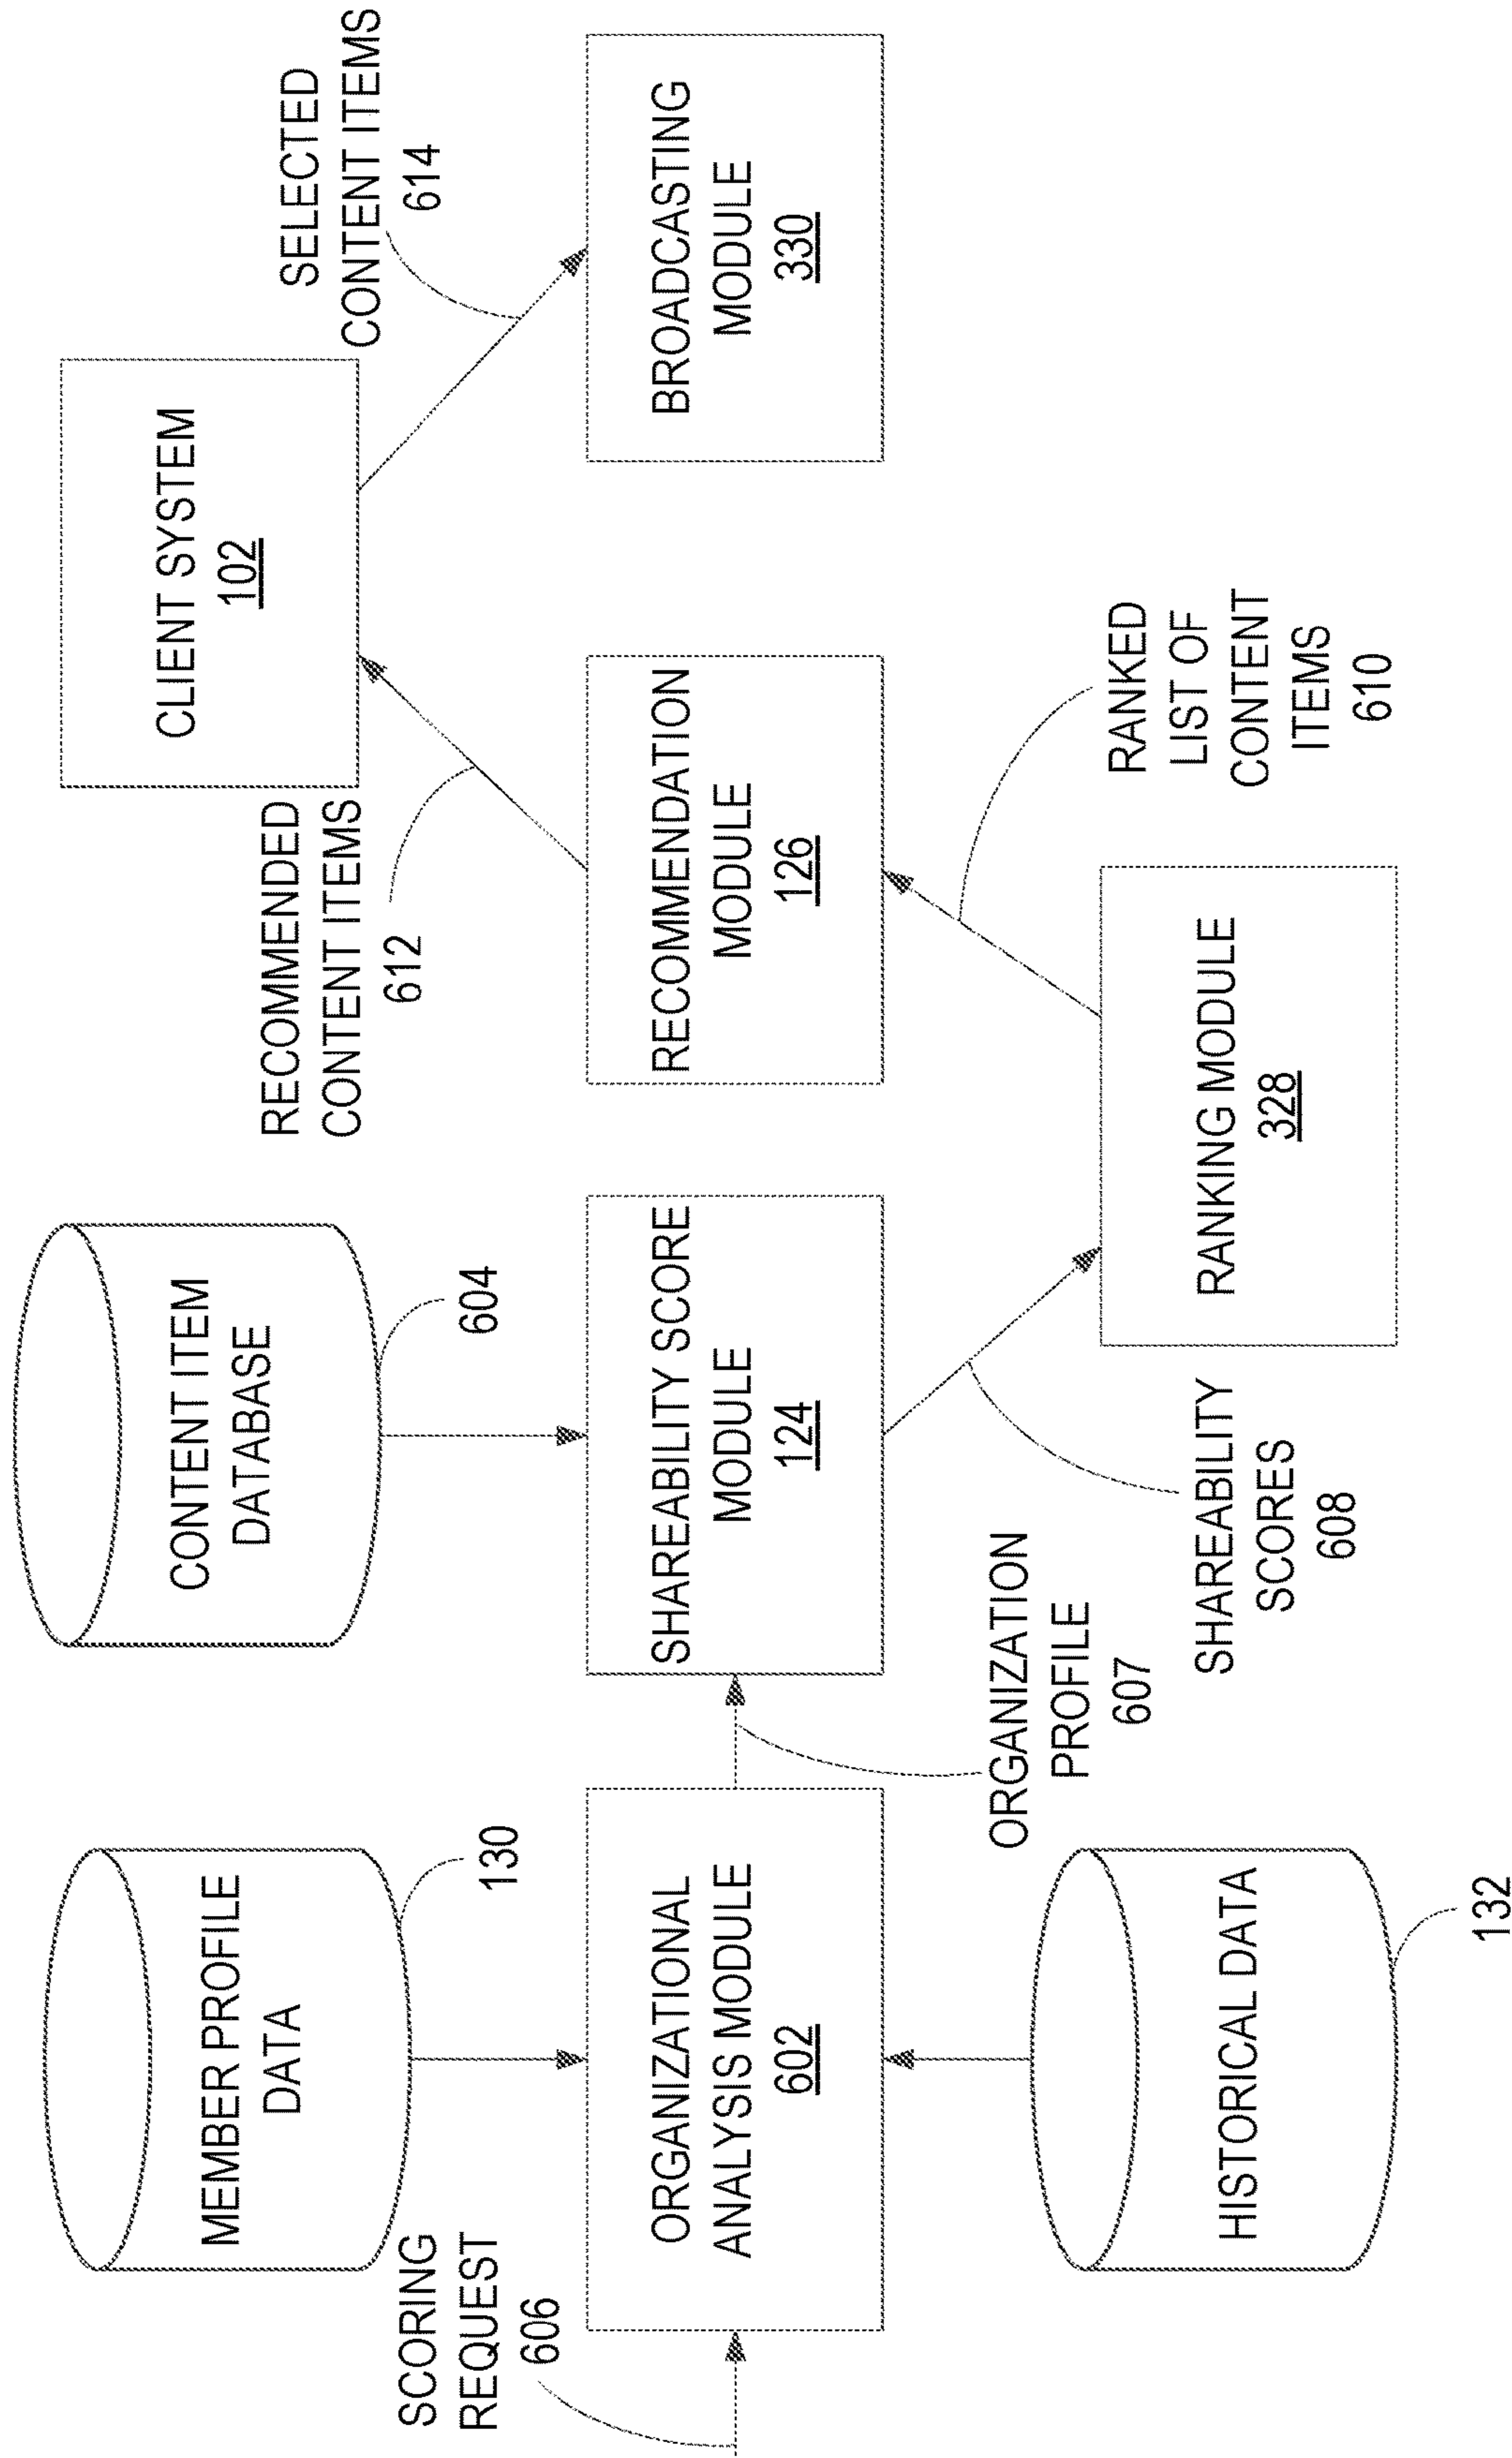 SCORING
REQUEST
606
MEMBER PROFILE
DATA
130
ORGANIZATIONAL
ANALYSIS MODULE
602
HISTORICAL DATA
132
ORGANIZATION
PROFILE
607
CONTENT ITEM
DATABASE
604
SHAREABILITY SCORE
MODULE
124
SHAREABILITY
SCORES
608
RANKING MODULE
328
RANKED
LIST OF
CONTENT
ITEMS
610
RECOMMENDATION
MODULE
126
RECOMMENDED
CONTENT ITEMS
612
CLIENT SYSTEM
102
SELECTED
CONTENT ITEMS
614
BROADCASTING
MODULE
330